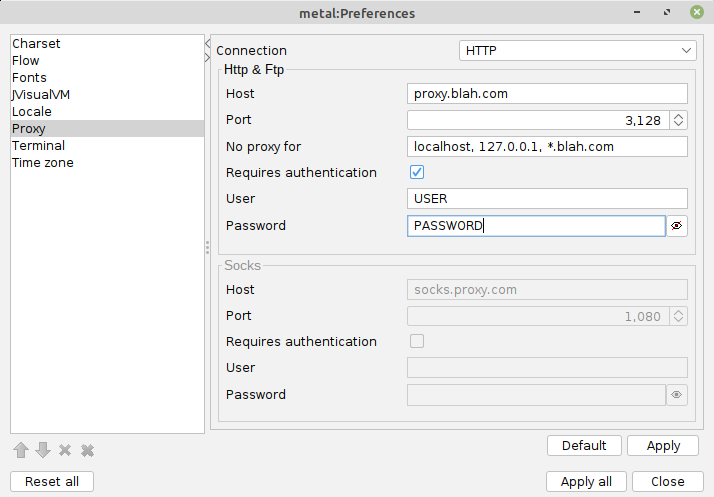 metal:Preferences
Charset
Flow
Fonts
JVisualVM
Locale
Proxy
Terminal
Time zone
Connection HTTP
Http & Ftp
Host proxy.blah.com
Port 3,128
No proxy for localhost, 127.0.0.1, *.blah.com
Requires authentication
User USER
Password PASSWORD
Socks
Host socks.proxy.com
Port 1,080
Requires authentication
User
Password
Default Apply
Reset all Apply all Close